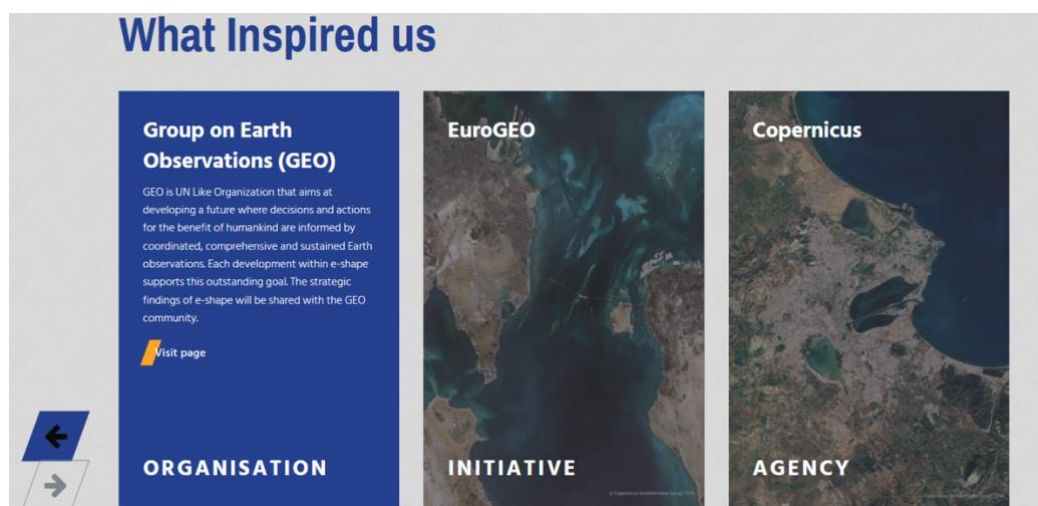 What Inspired us
Group on Earth
Observations (GEO)
GEO is UN Like Organization that aims at
developing a future where decisions and actions
for the benefit of humankind are informed by
coordinated, comprehensive and sustained Earth
observations. Each development within e-shape
supports this outstanding goal. The strategic
findings of e-shape will be shared with the GEO
community.
Visit page
ORGANISATION
EuroGEO
INITIATIVE
Copernicus
AGENCY